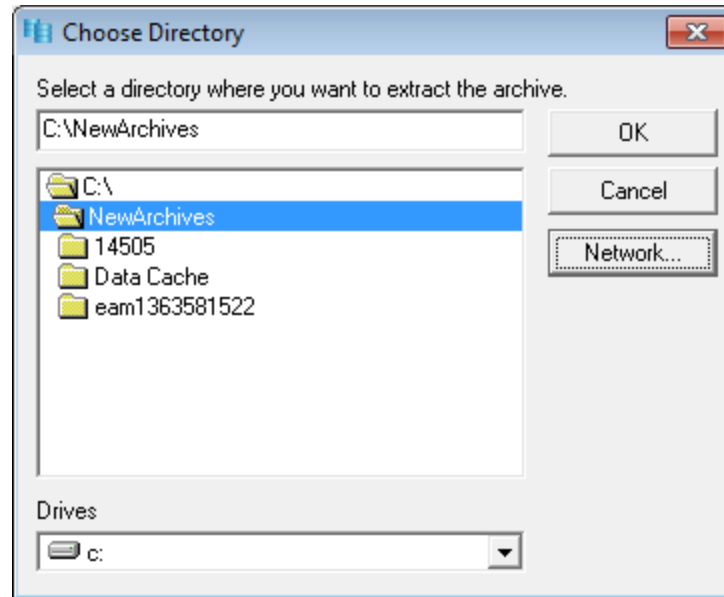 Choose Directory
Select a directory where you want to extract the archive.
C:\NewArchives
OK
C:\
Cancel
NewArchives
14505
Network...
Data Cache
eam1363581522
Drives
c: